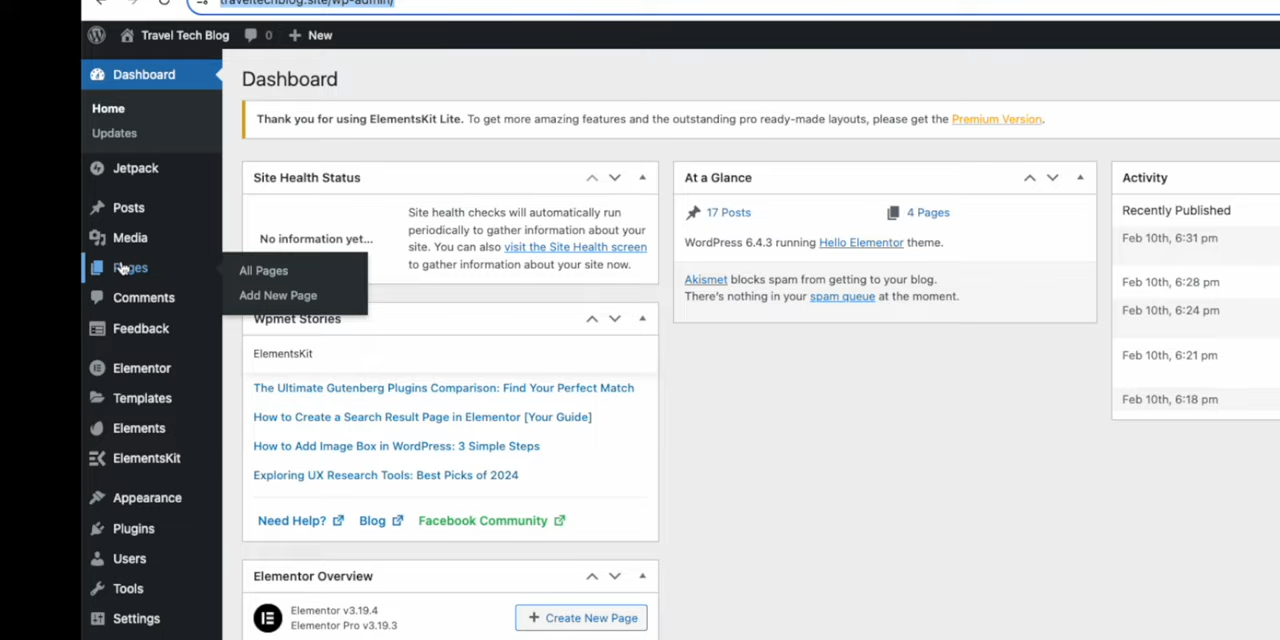 traveltechblog.site/wp-admin/
Travel Tech Blog 0 New
Dashboard
Home
Updates
Jetpack
Posts
Media
Pages
Comments
Feedback
Elementor
Templates
Elements
ElementsKit
Appearance
Plugins
Users
Tools
Settings
All Pages
Add New Page
Dashboard
Thank you for using ElementsKit Lite. To get more amazing features and the outstanding pro ready-made layouts, please get the Premium Version.
Site Health Status
No information yet...
Site health checks will automatically run
periodically to gather information about your
site. You can also visit the Site Health screen
to gather information about your site now.
Wpmet Stories
ElementsKit
The Ultimate Gutenberg Plugins Comparison: Find Your Perfect Match
How to Create a Search Result Page in Elementor [Your Guide]
How to Add Image Box in WordPress: 3 Simple Steps
Exploring UX Research Tools: Best Picks of 2024
Need Help? Blog Facebook Community
Elementor Overview
Elementor v3.19.4
Elementor Pro v3.19.3
+ Create New Page
At a Glance
17 Posts 4 Pages
WordPress 6.4.3 running Hello Elementor theme.
Akismet blocks spam from getting to your blog.
There's nothing in your spam queue at the moment.
Activity
Recently Published
Feb 10th, 6:31 pm
Feb 10th, 6:28 pm
Feb 10th, 6:24 pm
Feb 10th, 6:21 pm
Feb 10th, 6:18 pm